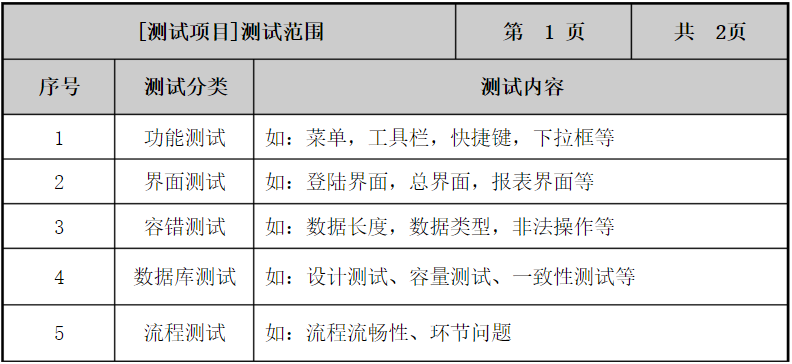 [测试项目]测试范围 第 1 页 共 2页
序号 测试分类 测试内容
1 功能测试 如：菜单，工具栏，快捷键，下拉框等
2 界面测试 如：登陆界面，总界面，报表界面等
3 容错测试 如：数据长度，数据类型，非法操作等
4 数据库测试 如：设计测试、容量测试、一致性测试等
5 流程测试 如：流程流畅性、环节问题